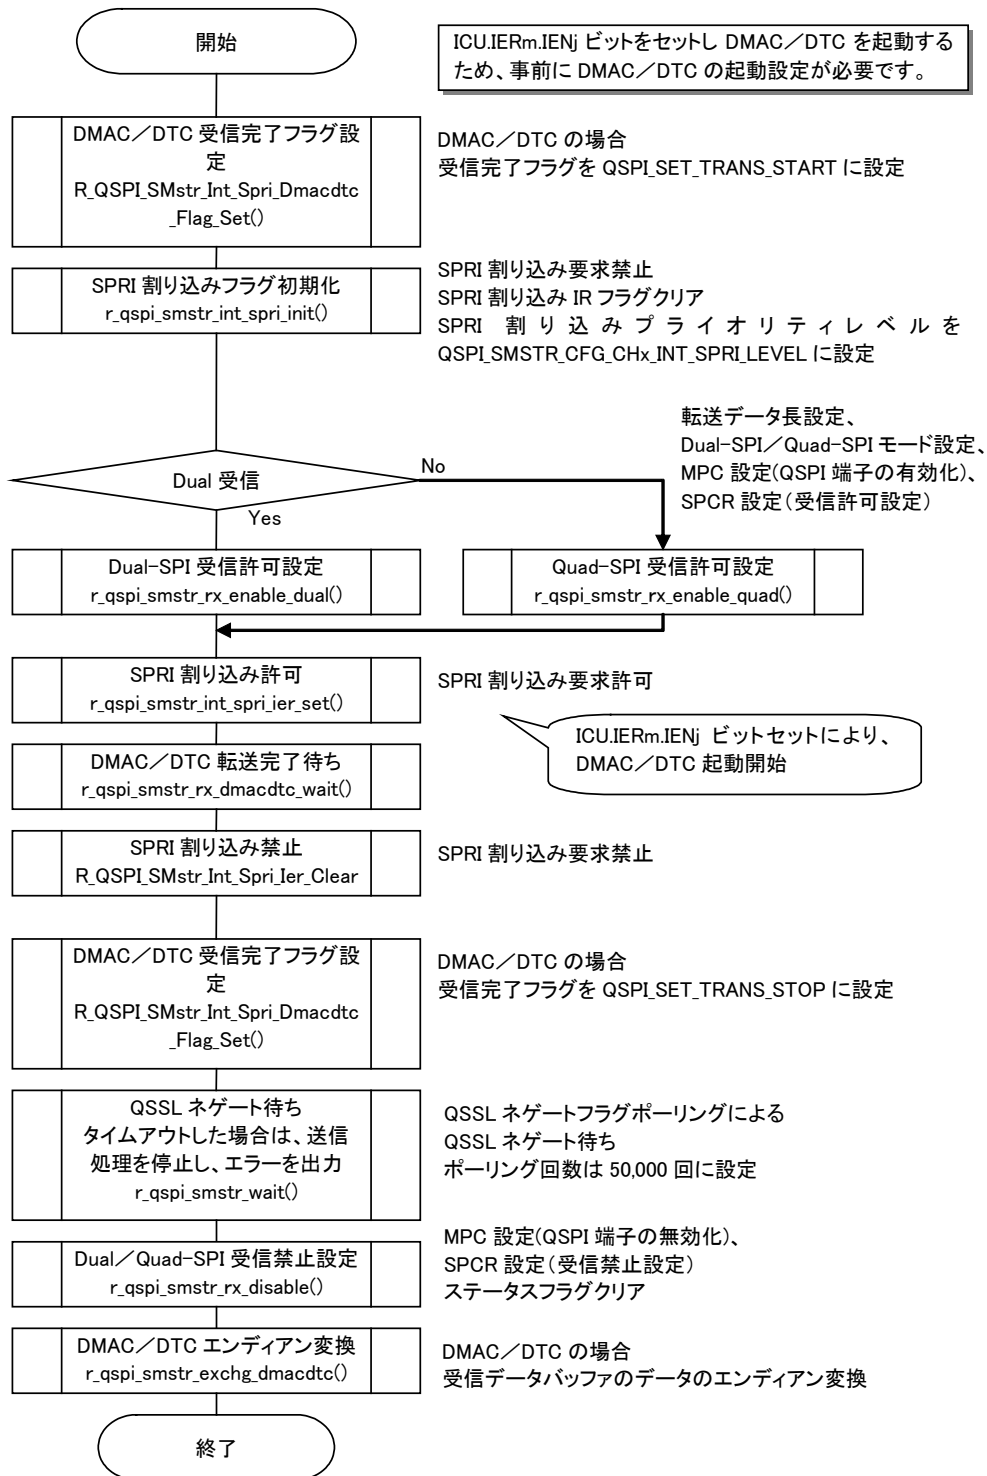 開始
ICU.IERm.IENj ビットをセットし DMAC／DTC を起動する
ため、事前に DMAC／DTC の起動設定が必要です。
DMAC／DTC 受信完了フラグ設
定
R_QSPI_SMstr_Int_Spri_Dmacdtc
_Flag_Set()
DMAC／DTC の場合
受信完了フラグを QSPI_SET_TRANS_START に設定
SPRI 割り込みフラグ初期化
r_qspi_smstr_int_spri_init()
SPRI 割り込み要求禁止
SPRI 割り込み IR フラグクリア
SPRI 割り込みプライオリティレベルを
QSPI_SMSTR_CFG_CHx_INT_SPRI_LEVEL に設定
転送データ長設定、
Dual-SPI／Quad-SPI モード設定、
MPC 設定(QSPI 端子の有効化)、
SPCR 設定（受信許可設定）
Dual 受信
No
Yes
Dual-SPI 受信許可設定
r_qspi_smstr_rx_enable_dual()
Quad-SPI 受信許可設定
r_qspi_smstr_rx_enable_quad()
SPRI 割り込み許可
r_qspi_smstr_int_spri_ier_set()
SPRI 割り込み要求許可
ICU.IERm.IENj ビットセットにより、
DMAC／DTC 起動開始
DMAC／DTC 転送完了待ち
r_qspi_smstr_rx_dmacdtc_wait()
SPRI 割り込み禁止
R_QSPI_SMstr_Int_Spri_Ier_Clear
SPRI 割り込み要求禁止
DMAC／DTC 受信完了フラグ設
定
R_QSPI_SMstr_Int_Spri_Dmacdtc
_Flag_Set()
DMAC／DTC の場合
受信完了フラグを QSPI_SET_TRANS_STOP に設定
QSSL ネゲート待ち
タイムアウトした場合は、送信
処理を停止し、エラーを出力
r_qspi_smstr_wait()
QSSL ネゲートフラグポーリングによる
QSSL ネゲート待ち
ポーリング回数は 50,000 回に設定
Dual／Quad-SPI 受信禁止設定
r_qspi_smstr_rx_disable()
MPC 設定(QSPI 端子の無効化)、
SPCR 設定（受信禁止設定）
ステータスフラグクリア
DMAC／DTC エンディアン変換
r_qspi_smstr_exchg_dmacdtc()
DMAC／DTC の場合
受信データバッファのデータのエンディアン変換
終了